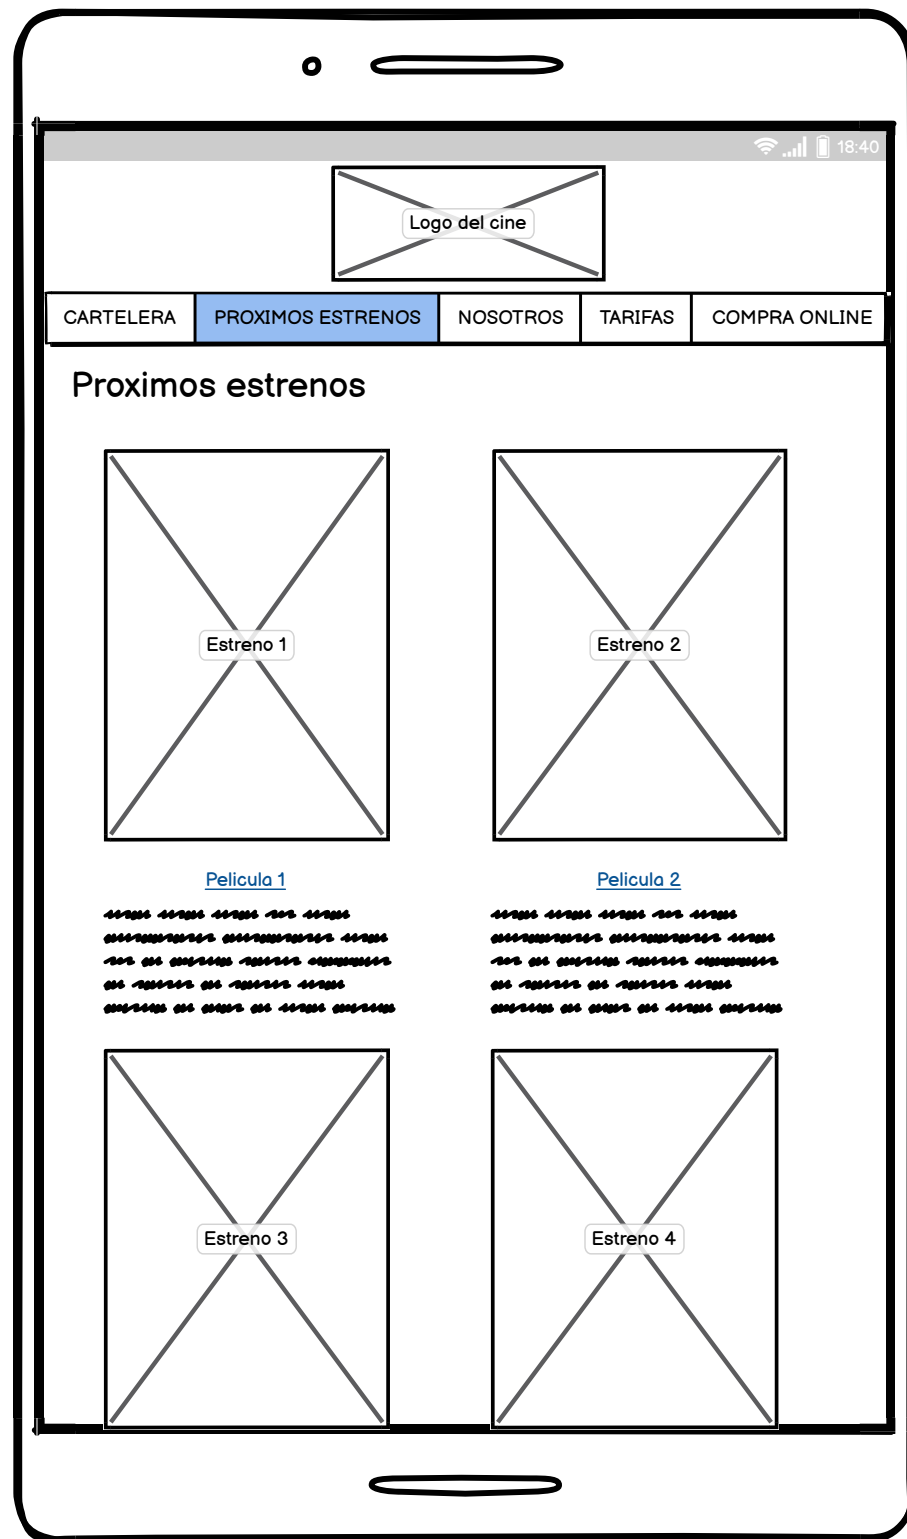 18:40
Logo del cine
CARTELERA PROXIMOS ESTRENOS NOSOTROS TARIFAS COMPRA ONLINE
Proximos estrenos
Estreno 1 Estreno 2
Pelicula 1 Pelicula 2
Estreno 3 Estreno 4